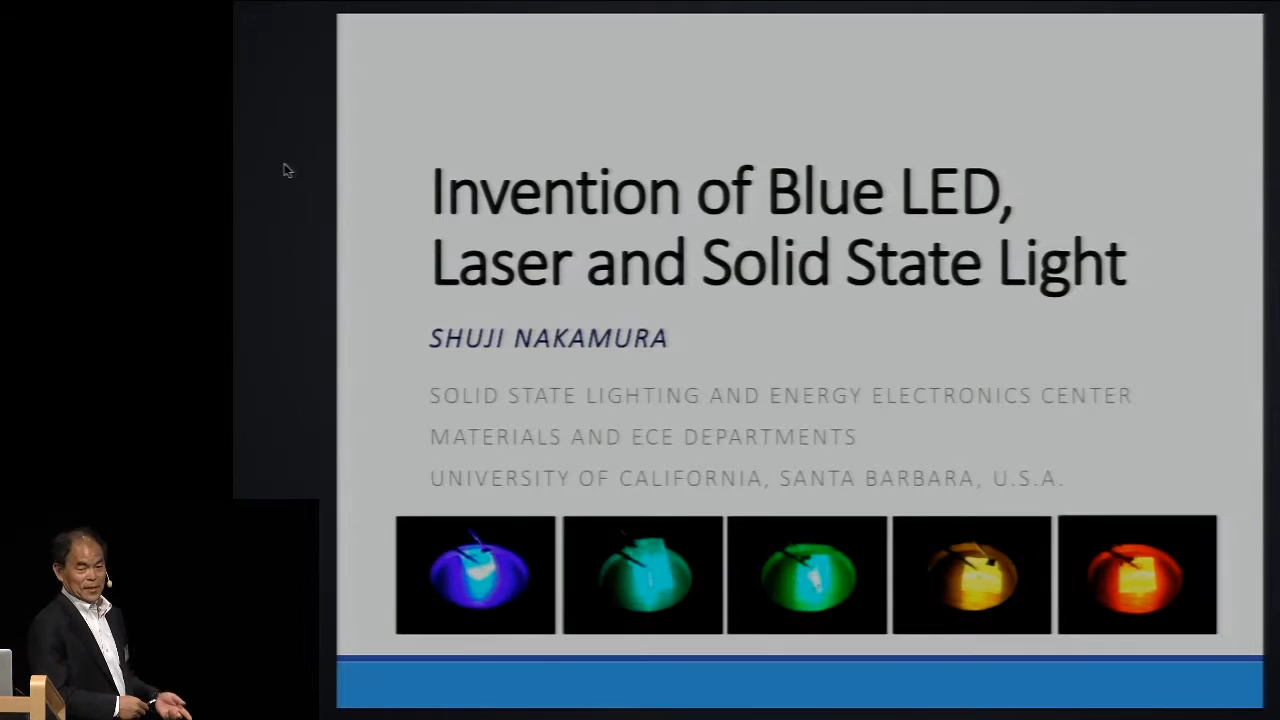 Invention of Blue LED,
Laser and Solid State Light
SHUJI NAKAMURA
SOLID STATE LIGHTING AND ENERGY ELECTRONICS CENTER
MATERIALS AND ECE DEPARTMENTS
UNIVERSITY OF CALIFORNIA, SANTA BARBARA, U.S.A.